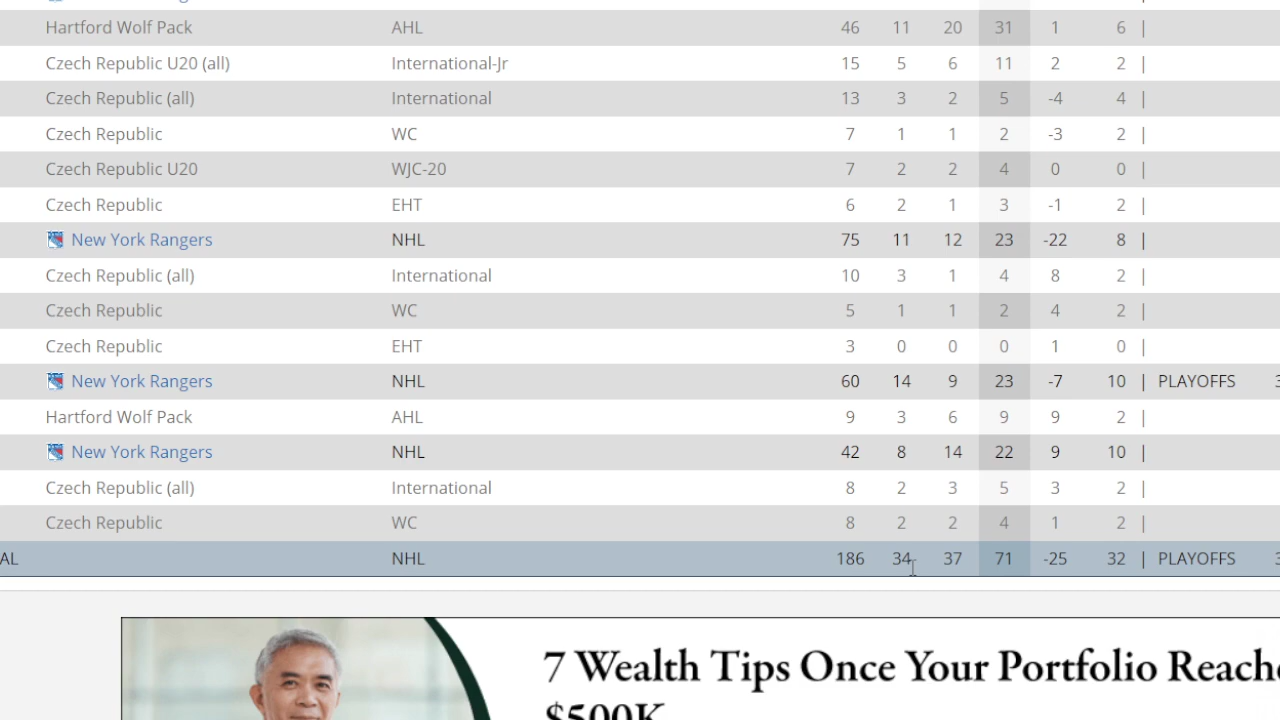 Hartford Wolf Pack AHL 46 11 20 31 1 6 |
Czech Republic U20 (all) International-Jr 15 5 6 11 2 2 |
Czech Republic (all) International 13 3 2 5 -4 4 |
Czech Republic WC 7 1 1 2 -3 2 |
Czech Republic U20 WJC-20 7 2 2 4 0 0 |
Czech Republic EHT 6 2 1 3 -1 2 |
New York Rangers NHL 75 11 12 23 -22 8 |
Czech Republic (all) International 10 3 1 4 8 2 |
Czech Republic WC 5 1 1 2 4 2 |
Czech Republic EHT 3 0 0 0 1 0 |
New York Rangers NHL 60 14 9 23 -7 10 | PLAYOFFS
Hartford Wolf Pack AHL 9 3 6 9 9 2 |
New York Rangers NHL 42 8 14 22 9 10 |
Czech Republic (all) International 8 2 3 5 3 2 |
Czech Republic WC 8 2 2 4 1 2 |
AL NHL 186 34 37 71 -25 32 | PLAYOFFS
7 Wealth Tips Once Your Portfolio Reache
$500K